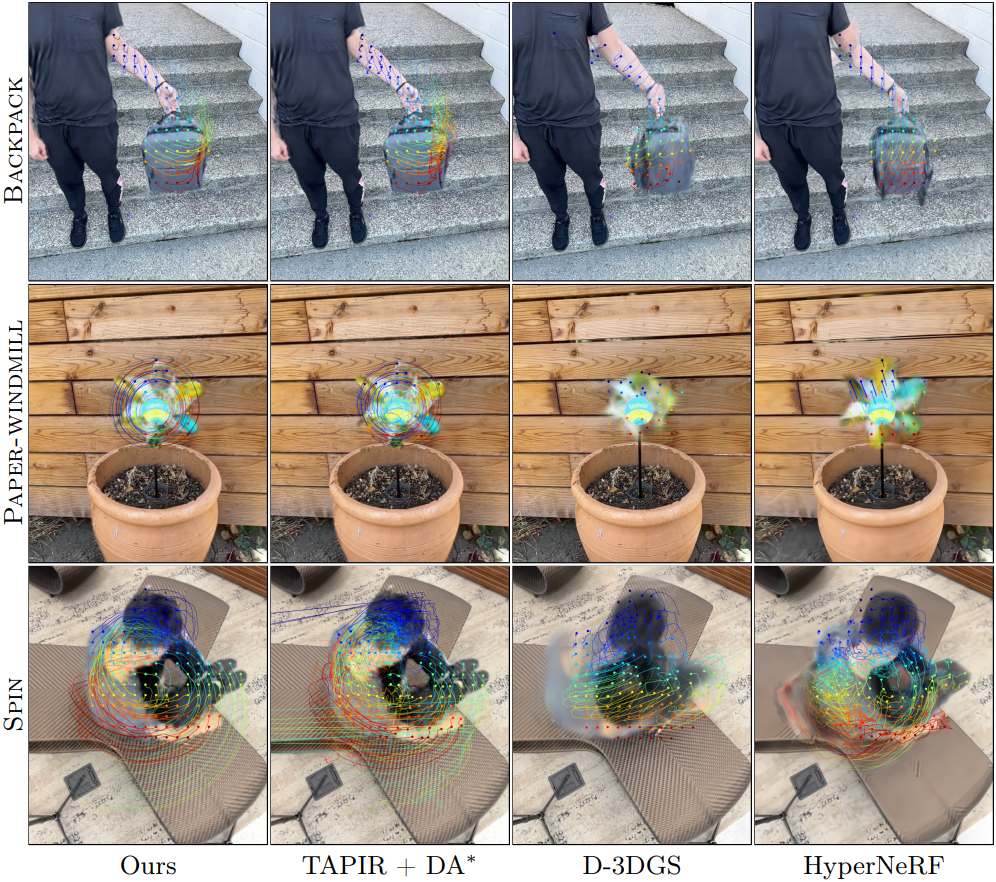 BACKPACK
PAPER-WINDMILL
SPIN
Ours
TAPIR + DA*
D-3DGS
HyperNeRF